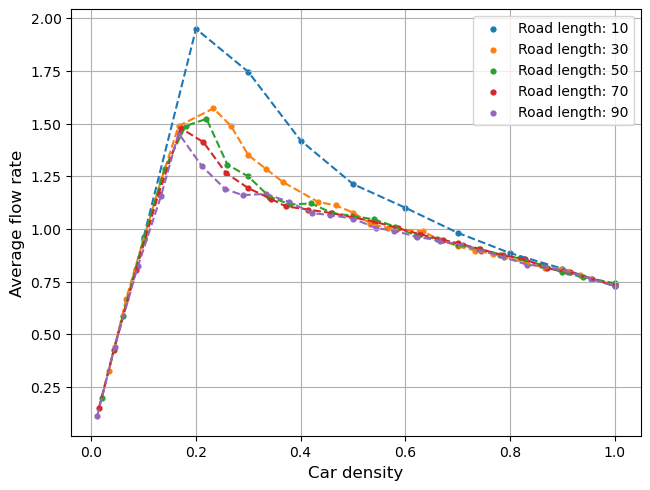 2.00
1.75
1.50
1.25
1.00
0.75
0.50
0.25
Average flow rate
0.0 0.2 0.4 0.6 0.8 1.0
Car density
Road length: 10
Road length: 30
Road length: 50
Road length: 70
Road length: 90